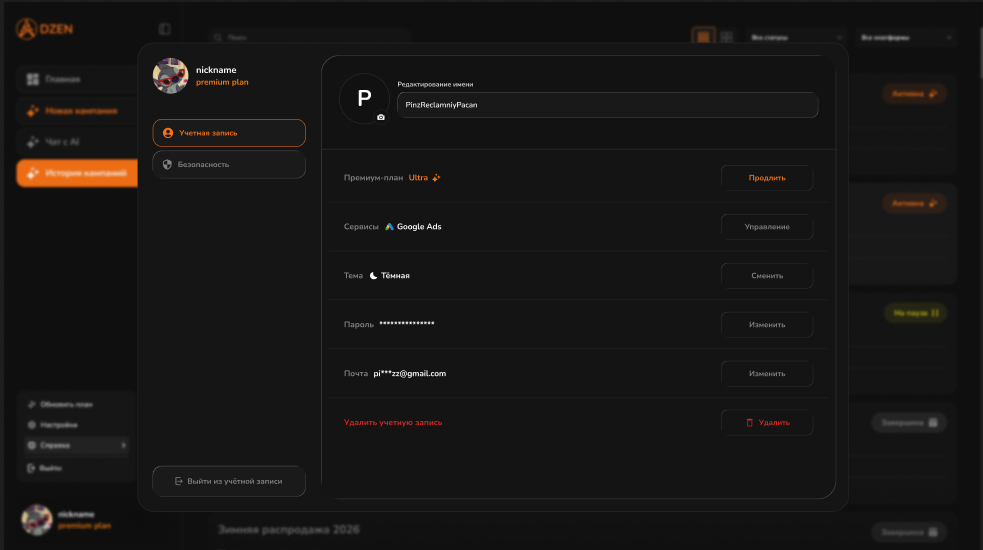 DZEN
Поиск
Все статусы
Все платформы
Главная
Новая кампания
Чат с AI
История кампаний
Активна
Активна
На паузе
Завершена
Завершена
nickname
premium plan
Учетная запись
Безопасность
Выйти из учётной записи
P
Редактирование имени
PinzReclamniyPacan
Премиум-план Ultra
Продлить
Сервисы Google Ads
Управление
Тема Тёмная
Сменить
Пароль ***************
Изменить
Почта pi***zz@gmail.com
Изменить
Удалить учетную запись
Удалить
Обновить план
Настройки
Справка
Выйти
nickname
premium plan
Зимняя распродажа 2026